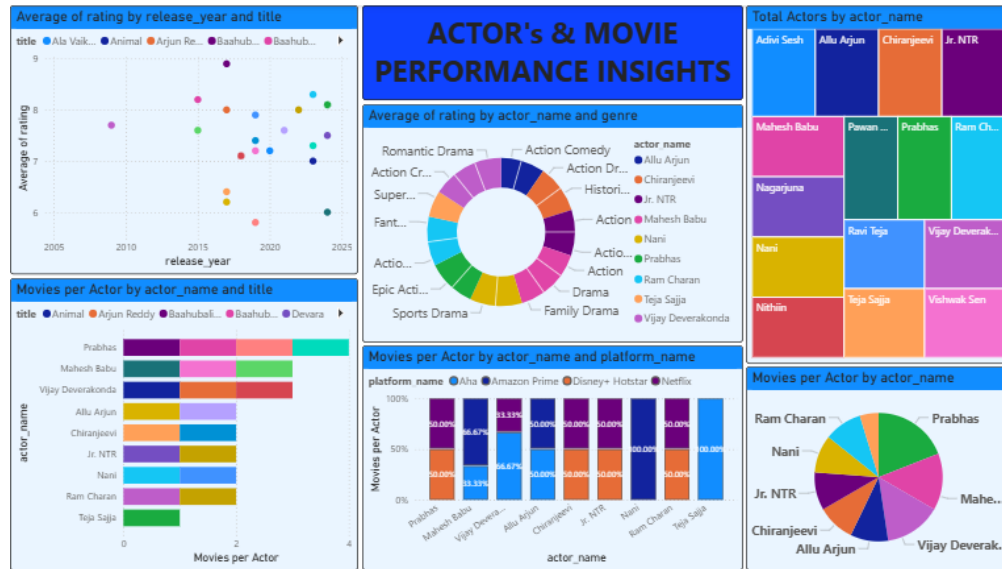 Average of rating by release_year and title
title Ala Vaik... Animal Arjun Re... Baahub... Baahub...
9
8
7
6
Average of rating
2005 2010 2015 2020 2025
release_year
ACTOR's & MOVIE
PERFORMANCE INSIGHTS
Average of rating by actor_name and genre
Romantic Drama
Action Comedy
Action Cr...
Action Dr...
Super...
Histori...
Fant...
Action
Actio...
Actio...
Action
Epic Acti...
Drama
Sports Drama
Family Drama
actor_name
Allu Arjun
Chiranjeevi
Jr. NTR
Mahesh Babu
Nani
Prabhas
Ram Charan
Teja Sajja
Vijay Deverakonda
Total Actors by actor_name
Adivi Sesh
Allu Arjun
Chiranjeevi
Jr. NTR
Mahesh Babu
Pawan ...
Prabhas
Ram Ch...
Nagarjuna
Ravi Teja
Vijay Deverak...
Nani
Nithiin
Teja Sajja
Vishwak Sen
Movies per Actor by actor_name and title
title Animal Arjun Reddy Baahubali... Baahub... Devara
actor_name
Prabhas
Mahesh Babu
Vijay Deverakonda
Allu Arjun
Chiranjeevi
Jr. NTR
Nani
Ram Charan
Teja Sajja
0 2 4
Movies per Actor
Movies per Actor by actor_name and platform_name
platform_name Aha Amazon Prime Disney+ Hotstar Netflix
Movies per Actor
100%
50%
0%
50.00% 66.67% 33.33% 50.00% 50.00% 50.00% 100.00% 50.00% 100.00%
50.00% 33.33% 66.67% 50.00% 50.00% 50.00% 50.00%
Prabhas
Mahesh Babu
Vijay Devera...
Allu Arjun
Chiranjeevi
Jr. NTR
Nani
Ram Charan
Teja Sajja
actor_name
Movies per Actor by actor_name
Ram Charan
Prabhas
Nani
Jr. NTR
Mahe...
Chiranjeevi
Allu Arjun
Vijay Deverak...